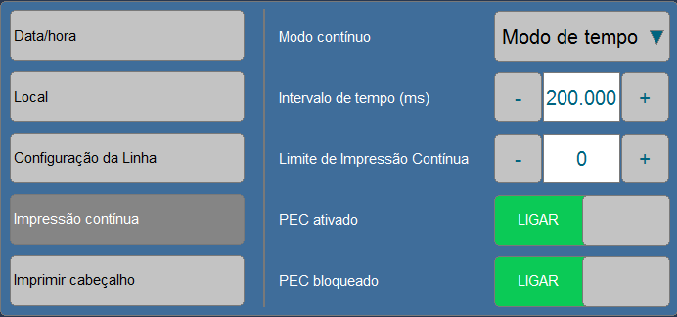 Data/hora
Local
Configuração da Linha
Impressão contínua
Imprimir cabeçalho
Modo contínuo
Modo de tempo ▼
Intervalo de tempo (ms)
- 200.000 +
Limite de Impressão Contínua
- 0 +
PEC ativado
LIGAR
PEC bloqueado
LIGAR